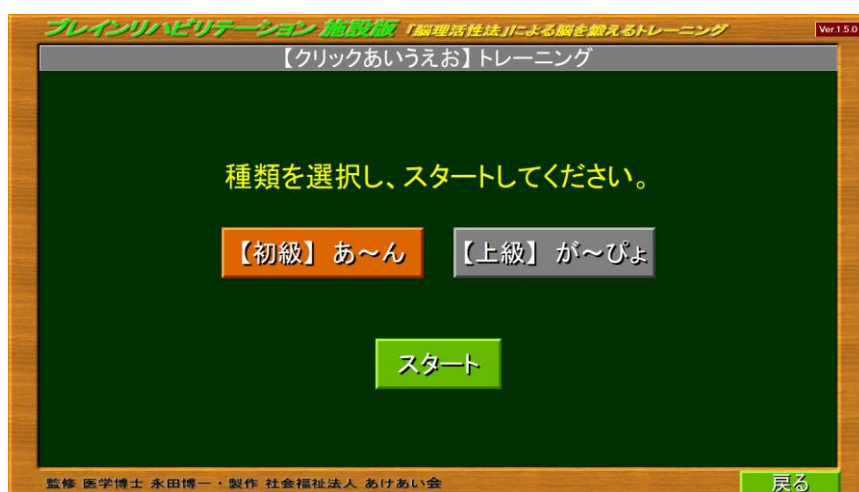 ブレインリハビリテーション 施設版 「脳理活性法」による脳を鍛えるトレーニング
Ver.1.5.0
【クリックあいうえお】トレーニング
種類を選択し、スタートしてください。
【初級】 あ～ん 【上級】 が～ぴょ
スタート
監修 医学博士 永田博一・製作 社会福祉法人 あけあい会
戻る